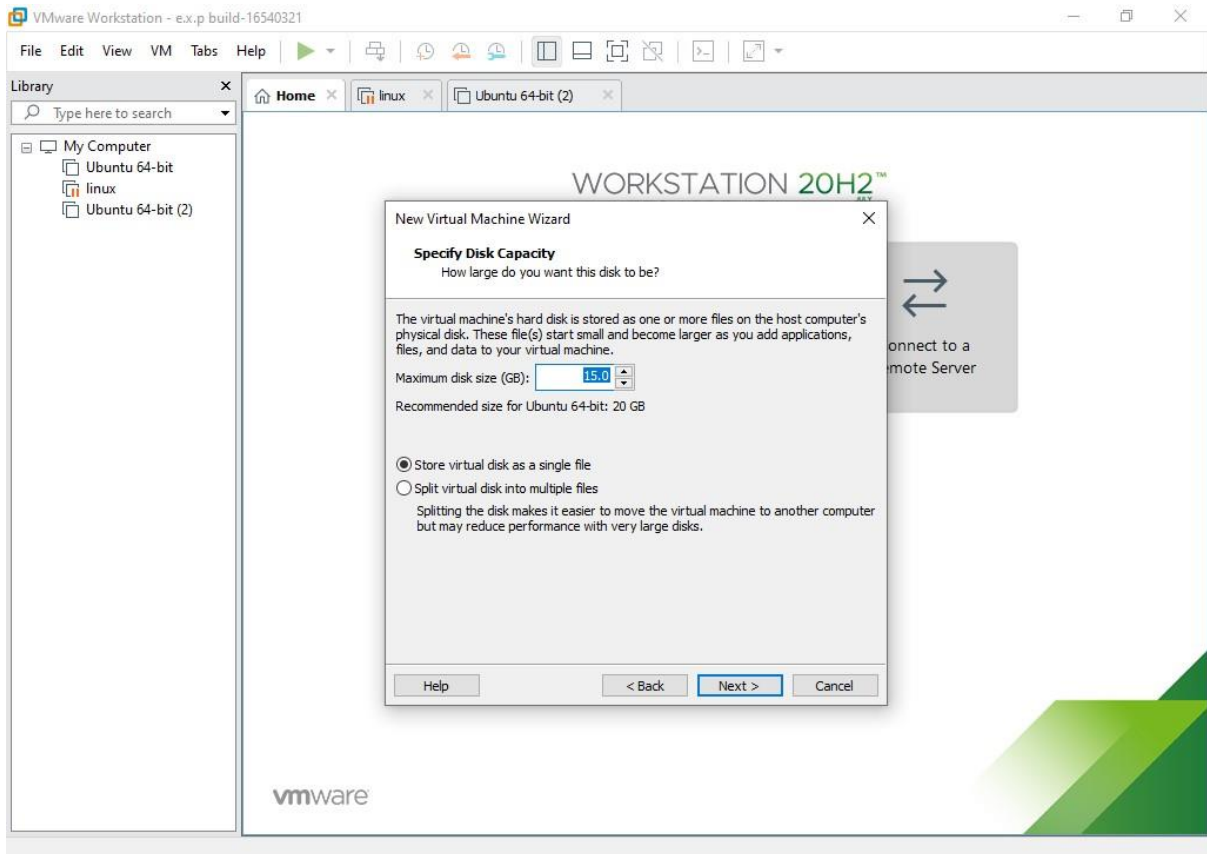 VMware Workstation - e.x.p build-16540321
File Edit View VM Tabs Help
Library
Type here to search
My Computer
Ubuntu 64-bit
linux
Ubuntu 64-bit (2)
Home
linux
Ubuntu 64-bit (2)
WORKSTATION 20H2™
New Virtual Machine Wizard
Specify Disk Capacity
How large do you want this disk to be?
The virtual machine's hard disk is stored as one or more files on the host computer's
physical disk. These file(s) start small and become larger as you add applications,
files, and data to your virtual machine.
Maximum disk size (GB): 15.0
Recommended size for Ubuntu 64-bit: 20 GB
Store virtual disk as a single file
Split virtual disk into multiple files
Splitting the disk makes it easier to move the virtual machine to another computer
but may reduce performance with very large disks.
Help < Back Next > Cancel
onnect to a
emote Server
vmware